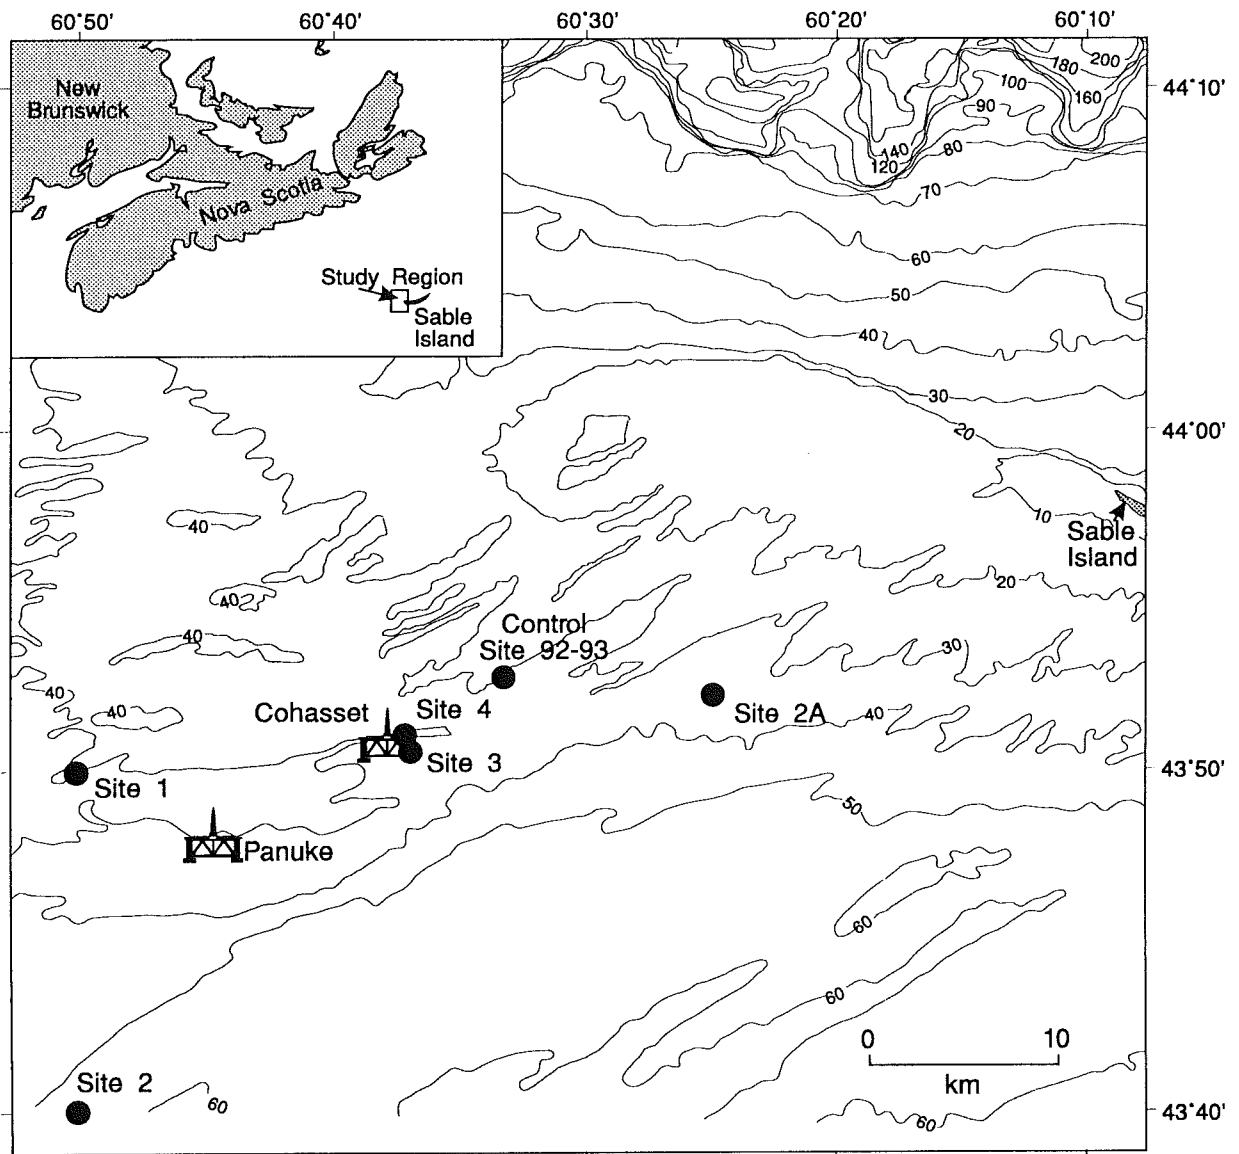 60°50'
60°40'
60°30'
60°20'
60°10'
New
Brunswick
Nova Scotia
Study Region
Sable
Island
200
180
160
100
90
140
120
80
70
60
50
40
30
20
10
44°10'
44°00'
Sable
Island
40
40
40
40
40
20
30
40
Control
Site 92-93
Cohasset
Site 4
Site 3
Site 2A
Site 1
43°50'
50
Panuke
60
60
0
10
km
Site 2
60
60
43°40'